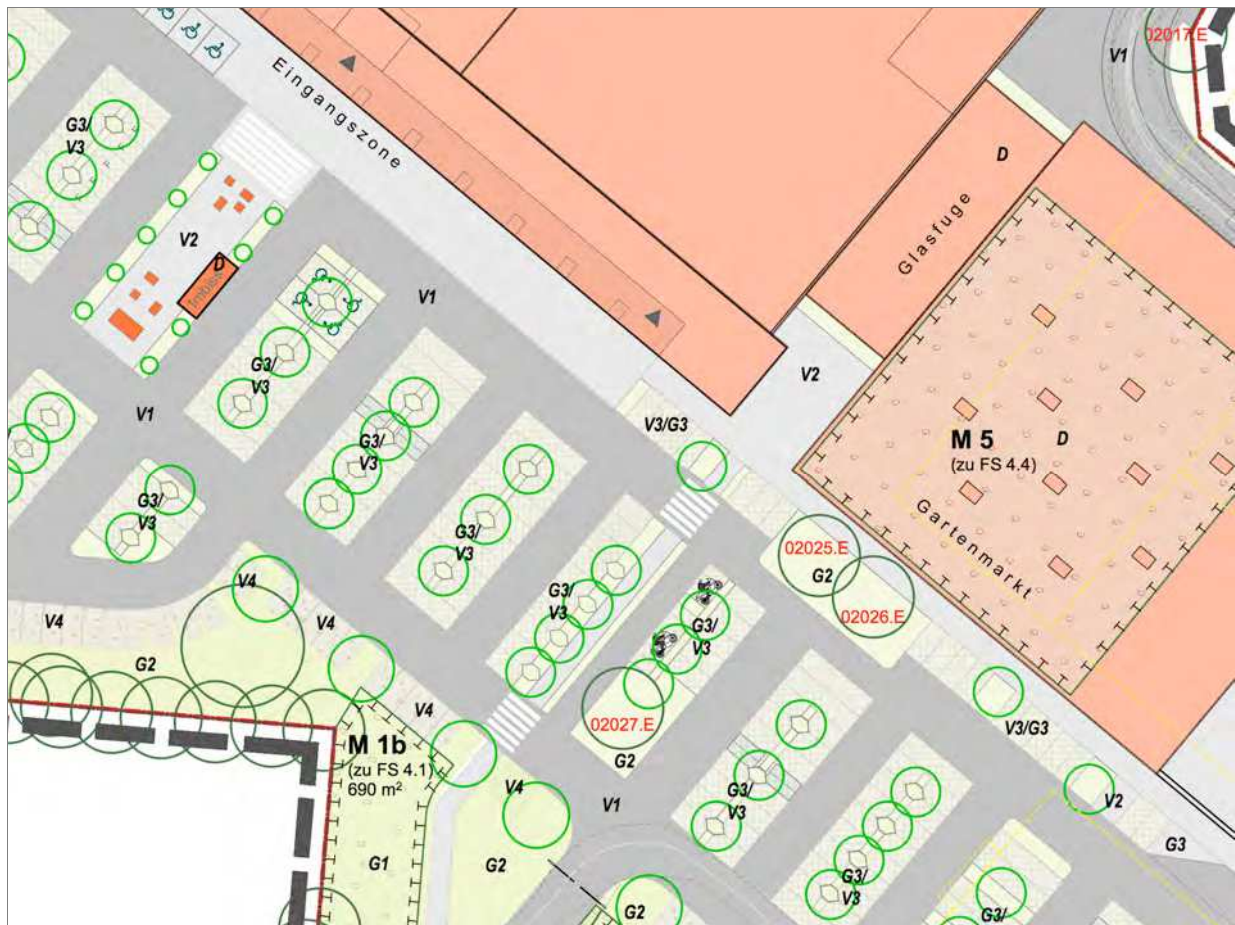 02017.E
V1
Eingangszone
G3/
V3
D
Glasfuge
V2
D
Imbiss
V1
G3/
V3
V2
V1
G3/
V3
V3/G3
M 5
(zu FS 4.4)
D
Gartenmarkt
G3/
V3
G3/
V3
02025.E
G2
02026.E
V4
V4
V4
G3/
V3
G3/
V3
G2
V4
02027.E
G2
V3/G3
M 1b
(zu FS 4.1)
690 m²
V4
V1
G3/
V3
V2
G3
G1
G2
G3/
V3
G2
G3/